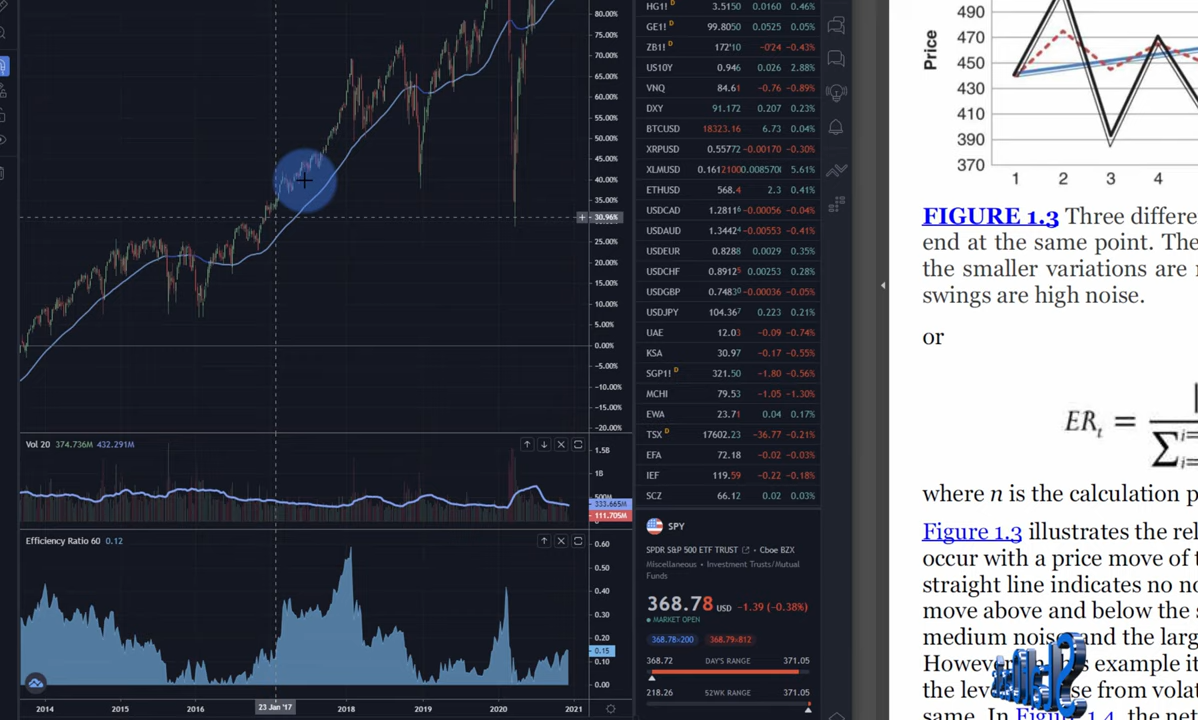 80.00%
75.00%
70.00%
65.00%
60.00%
55.00%
50.00%
45.00%
40.00%
35.00%
30.96%
25.00%
20.00%
15.00%
10.00%
5.00%
0.00%
-5.00%
-10.00%
-15.00%
-20.00%
Vol 20 374.736M 432.291M
1.5B
1B
500M
333.665M
111.705M
Efficiency Ratio 60 0.12
0.60
0.50
0.40
0.30
0.20
0.15
0.10
0.00
2014 2015 2016 23 Jan '17 2018 2019 2020 2021
HG1! D 3.5150 0.0160 0.46%
GE1! D 99.8050 0.0525 0.05%
ZB1! D 172'10 -0'24 -0.43%
US10Y 0.946 0.026 2.88%
VNQ 84.61 -0.76 -0.89%
DXY 91.172 0.207 0.23%
BTCUSD 18323.16 6.73 0.04%
XRPUSD 0.55772 -0.00170 -0.30%
XLMUSD 0.16121000 0.008570 5.61%
ETHUSD 568.4 2.3 0.41%
USDCAD 1.28116 -0.00056 -0.04%
USDAUD 1.34424 -0.00553 -0.41%
USDEUR 0.8288 0.0029 0.35%
USDCHF 0.89125 0.00253 0.28%
USDGBP 0.74830 -0.00036 -0.05%
USDJPY 104.367 0.223 0.21%
UAE 12.03 -0.09 -0.74%
KSA 30.97 -0.17 -0.55%
SGP1! D 321.50 -1.80 -0.56%
MCHI 79.53 -1.05 -1.30%
EWA 23.71 0.04 0.17%
TSX D 17602.23 -36.77 -0.21%
EFA 72.18 -0.02 -0.03%
IEF 119.59 -0.22 -0.18%
SCZ 66.12 0.02 0.03%
SPY
SPDR S&P 500 ETF TRUST • Cboe BZX
Miscellaneous • Investment Trusts/Mutual
Funds
368.78 USD -1.39 (-0.38%)
MARKET OPEN
368.78×200 368.79×812
368.72 DAY'S RANGE 371.05
218.26 52WK RANGE 371.05
Price
490
470
450
430
410
390
370
1 2 3 4
FIGURE 1.3 Three differe
end at the same point. The
the smaller variations are n
swings are high noise.
or
ERt = Σ i=
i=
where n is the calculation p
Figure 1.3 illustrates the rel
occur with a price move of t
straight line indicates no no
move above and below the s
medium noise and the larg
However example it
the lev se from volat
same. In Figu 1.4, the net